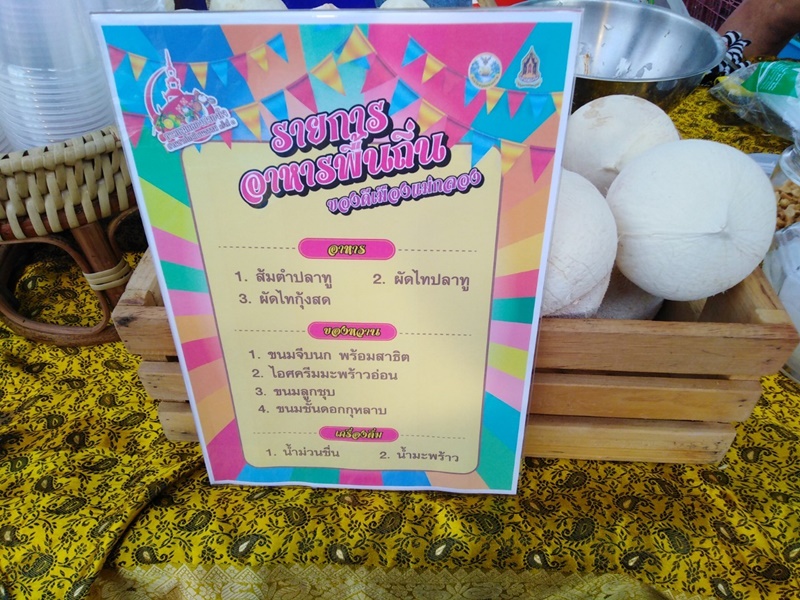 รายการ
อาหารพื้นถิ่น
ของดีเมืองแม่กลอง
อาหาร
1. ส้มตำปลาทู 2. ผัดไทปลาทู
3. ผัดไทกุ้งสด
ของหวาน
1. ขนมจีบนก พร้อมสาธิต
2. ไอศครีมมะพร้าวอ่อน
3. ขนมลูกชุบ
4. ขนมชั้นดอกกุหลาบ
เครื่องดื่ม
1. น้ำม่วนชื่น 2. น้ำมะพร้าว